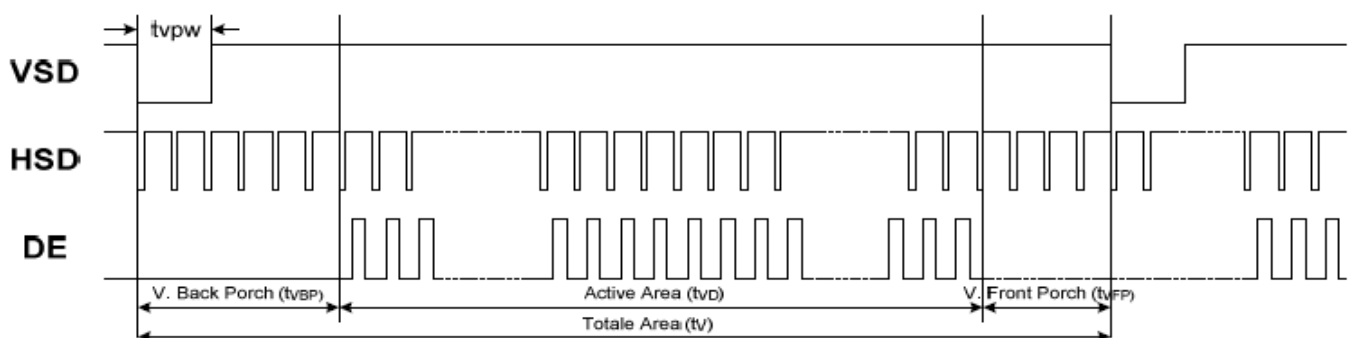 tvpw
VSD
HSD
DE
V. Back Porch (tVBP) Active Area (tVD) V. Front Porch (tVFP)
Totale Area (tV)